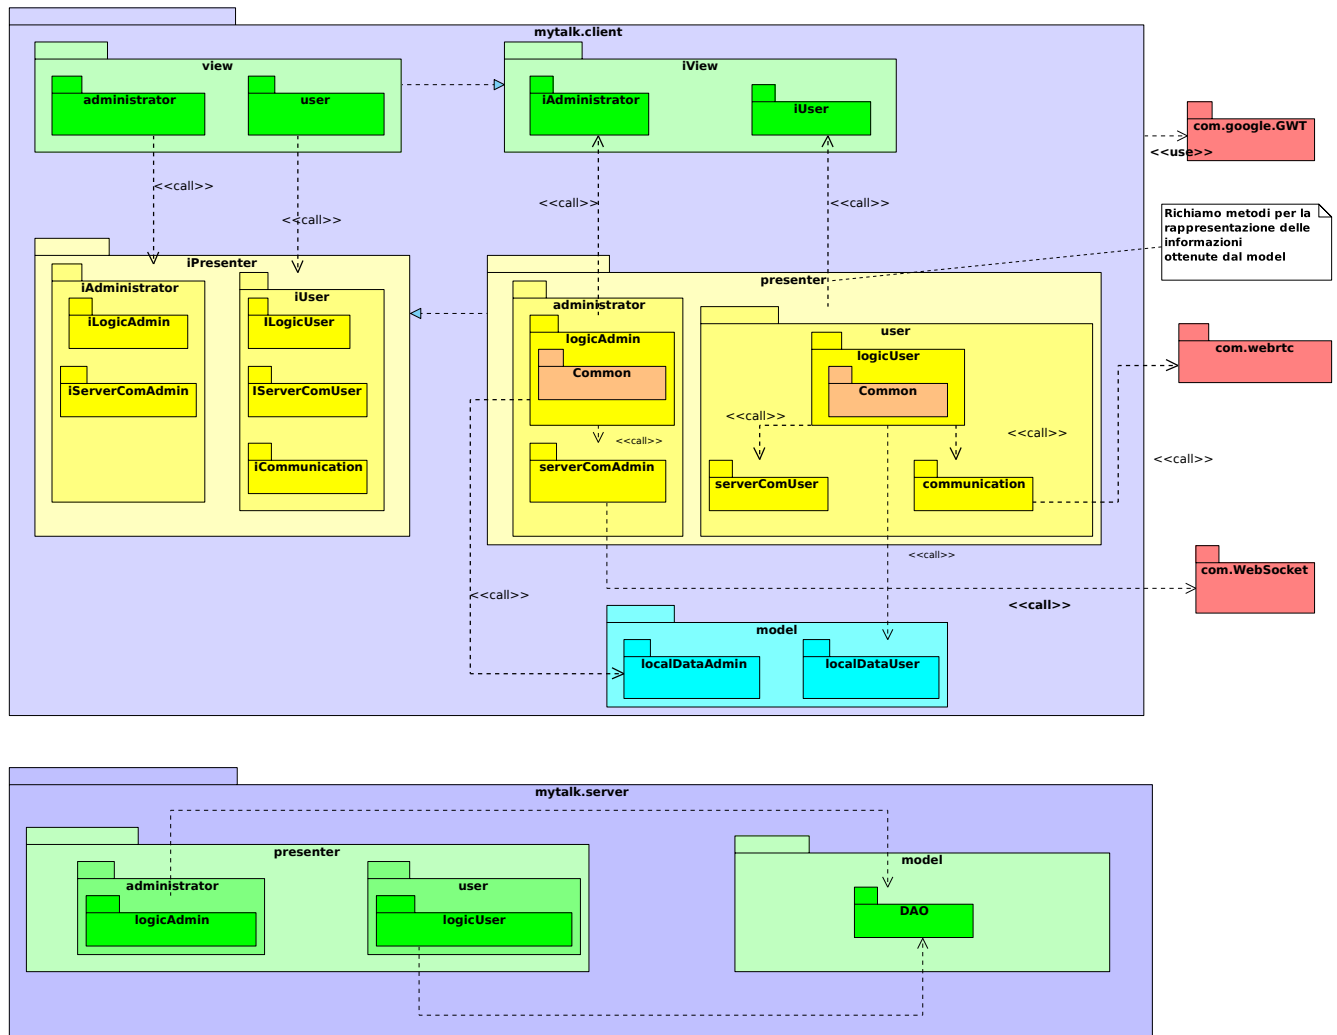 mytalk.client
view
iView
administrator
user
iAdministrator
iUser
com.google.GWT
<<use>>
<<call>>
<<call>>
<<call>>
<<call>>
Richiamo metodi per la
rappresentazione delle
informazioni
ottenute dal model
iPresenter
iAdministrator
iLogicAdmin
iServerComAdmin
iUser
ILogicUser
IServerComUser
iCommunication
presenter
administrator
logicAdmin
Common
<<call>>
serverComAdmin
user
logicUser
Common
<<call>>
<<call>>
serverComUser
communication
com.webrtc
<<call>>
<<call>>
com.WebSocket
<<call>>
<<call>>
model
localDataAdmin
localDataUser
mytalk.server
presenter
administrator
logicAdmin
user
logicUser
model
DAO